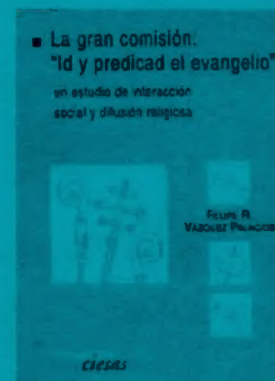 La gran comisión:
"Id y predicad el evangelio"
un estudio de interacción
social y difusión religiosa
FELIPE R.
VÁZQUEZ PALACIOS
ciesas